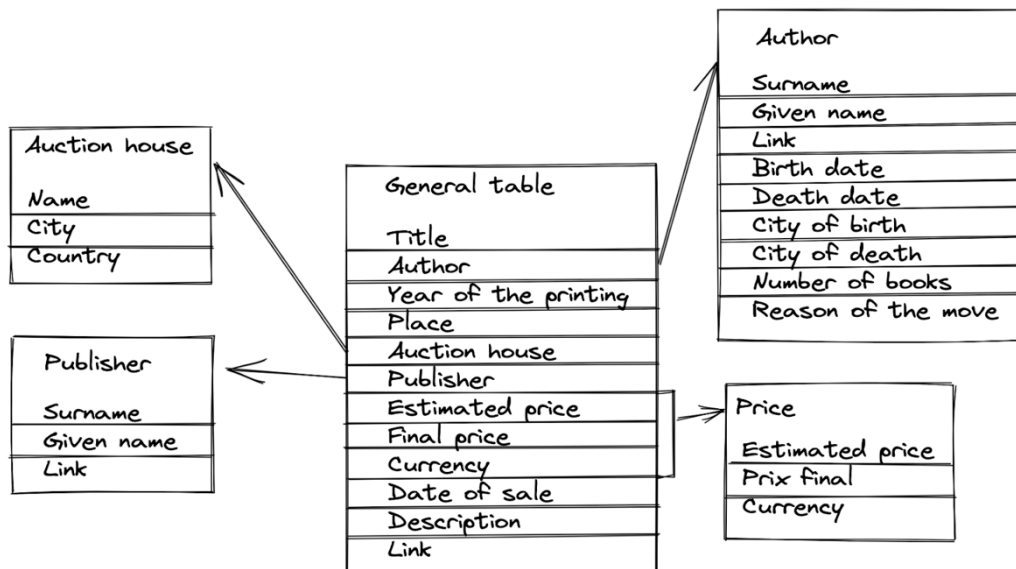 Auction house
Name
City
Country
Publisher
Surname
Given name
Link
General table
Title
Author
Year of the printing
Place
Auction house
Publisher
Estimated price
Final price
Currency
Date of sale
Description
Link
Author
Surname
Given name
Link
Birth date
Death date
City of birth
City of death
Number of books
Reason of the move
Price
Estimated price
Prix final
Currency